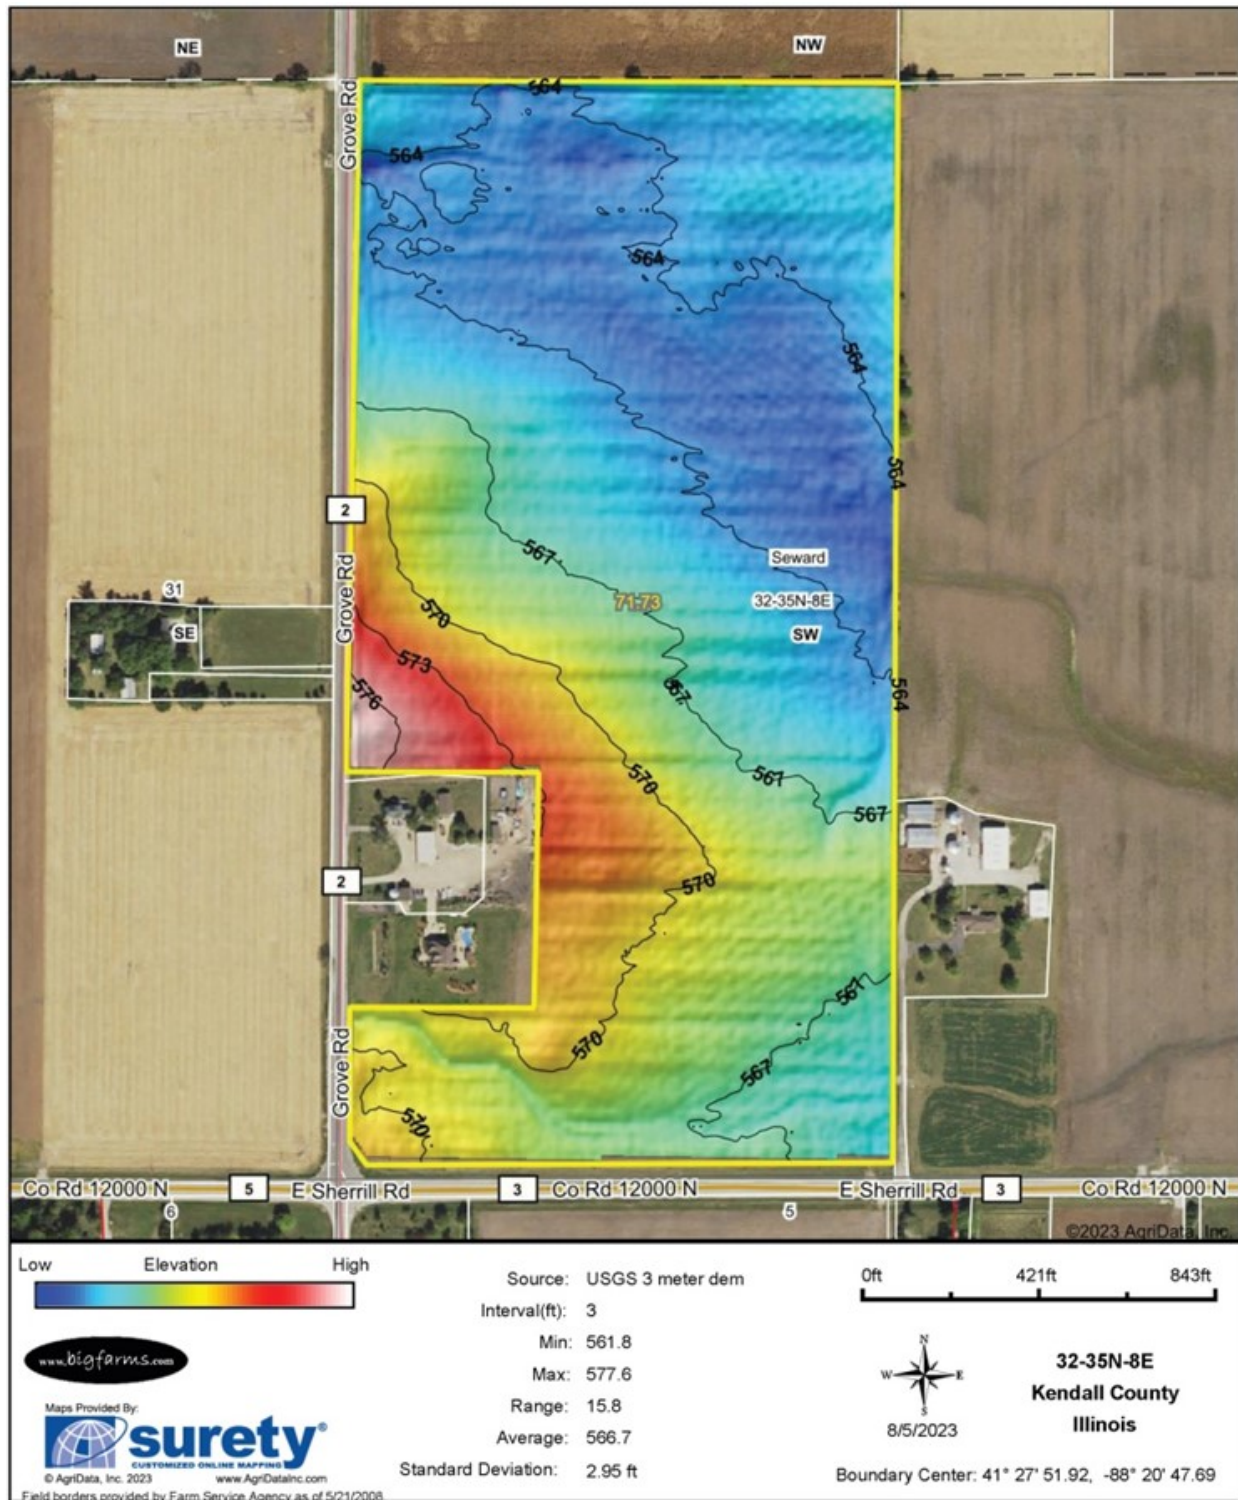 NE
NW
Grove Rd
564
564
564
564
564
2
567
Seward
Grove Rd
31
570
71.73
32-35N-8E
SE
SW
573
576
567
564
570
567
567
2
570
567
Grove Rd
570
567
570
Co Rd 12000 N
5
E Sherrill Rd
3
Co Rd 12000 N
E Sherrill Rd
3
Co Rd 12000 N
6
5
©2023 AgriData, Inc.
Low Elevation High
Source: USGS 3 meter dem
Interval(ft): 3
Min: 561.8
Max: 577.6
Range: 15.8
Average: 566.7
Standard Deviation: 2.95 ft
0ft 421ft 843ft
www.bigfarms.com
Maps Provided By:
surety®
CUSTOMIZED ONLINE MAPPING
© AgriData, Inc. 2023 www.AgriDataInc.com
Field borders provided by Farm Service Agency as of 5/21/2008.
N
W E
S
8/5/2023
32-35N-8E
Kendall County
Illinois
Boundary Center: 41° 27' 51.92, -88° 20' 47.69